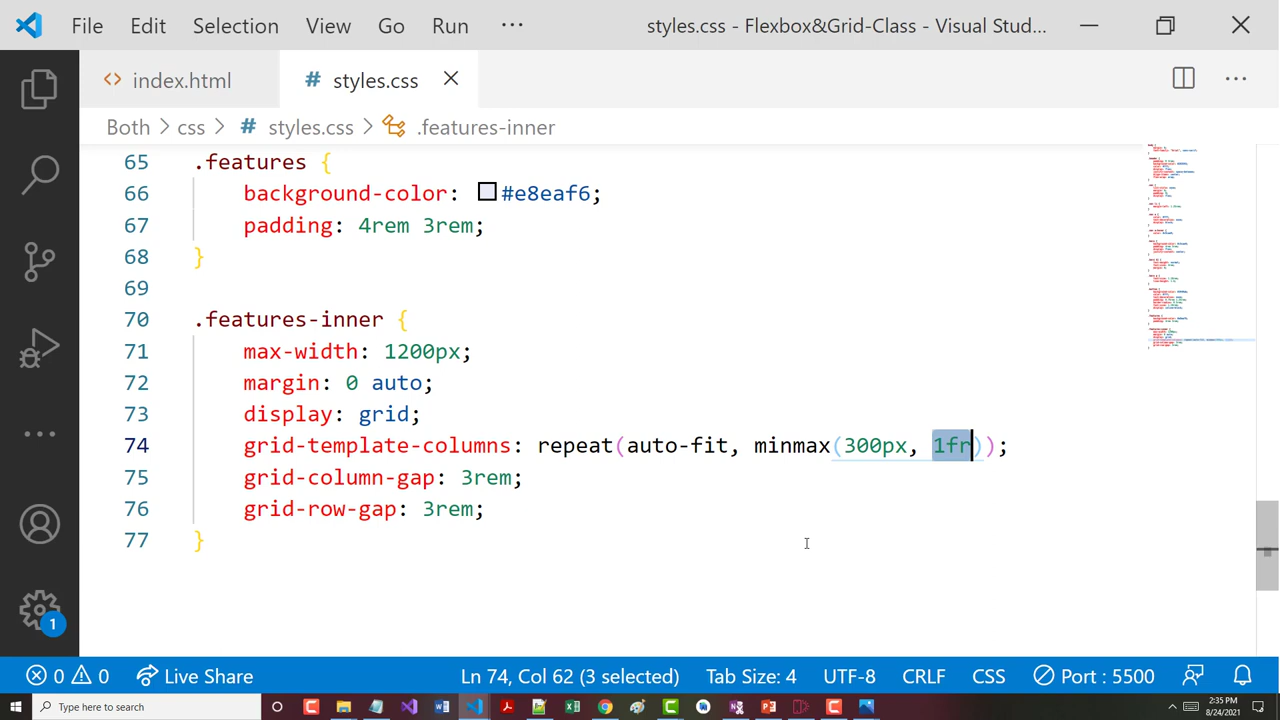 File Edit Selection View Go Run ··· styles.css - Flexbox&Grid-Class - Visual Stud...
<> index.html # styles.css
Both > css > # styles.css > .features-inner
65 .features {
66 background-color: #e8eaf6;
67 padding: 4rem 3rem;
68 }
69
70 .features-inner {
71 max-width: 1200px;
72 margin: 0 auto;
73 display: grid;
74 grid-template-columns: repeat(auto-fit, minmax(300px, 1fr));
75 grid-column-gap: 3rem;
76 grid-row-gap: 3rem;
77 }
1
0 0 Live Share Ln 74, Col 62 (3 selected) Tab Size: 4 UTF-8 CRLF CSS Port : 5500
Type here to search 2:35 PM
8/24/2021